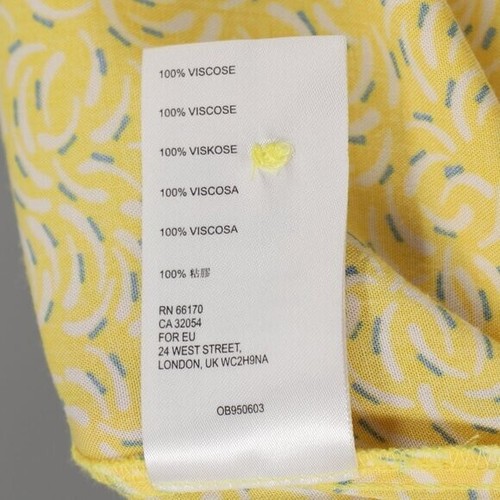 100% VISCOSE
100% VISCOSE
100% VISKOSE
100% VISCOSA
100% VISCOSA
100% 粘膠
RN 66170
CA 32054
FOR EU
24 WEST STREET,
LONDON, UK WC2H9NA
OB950603